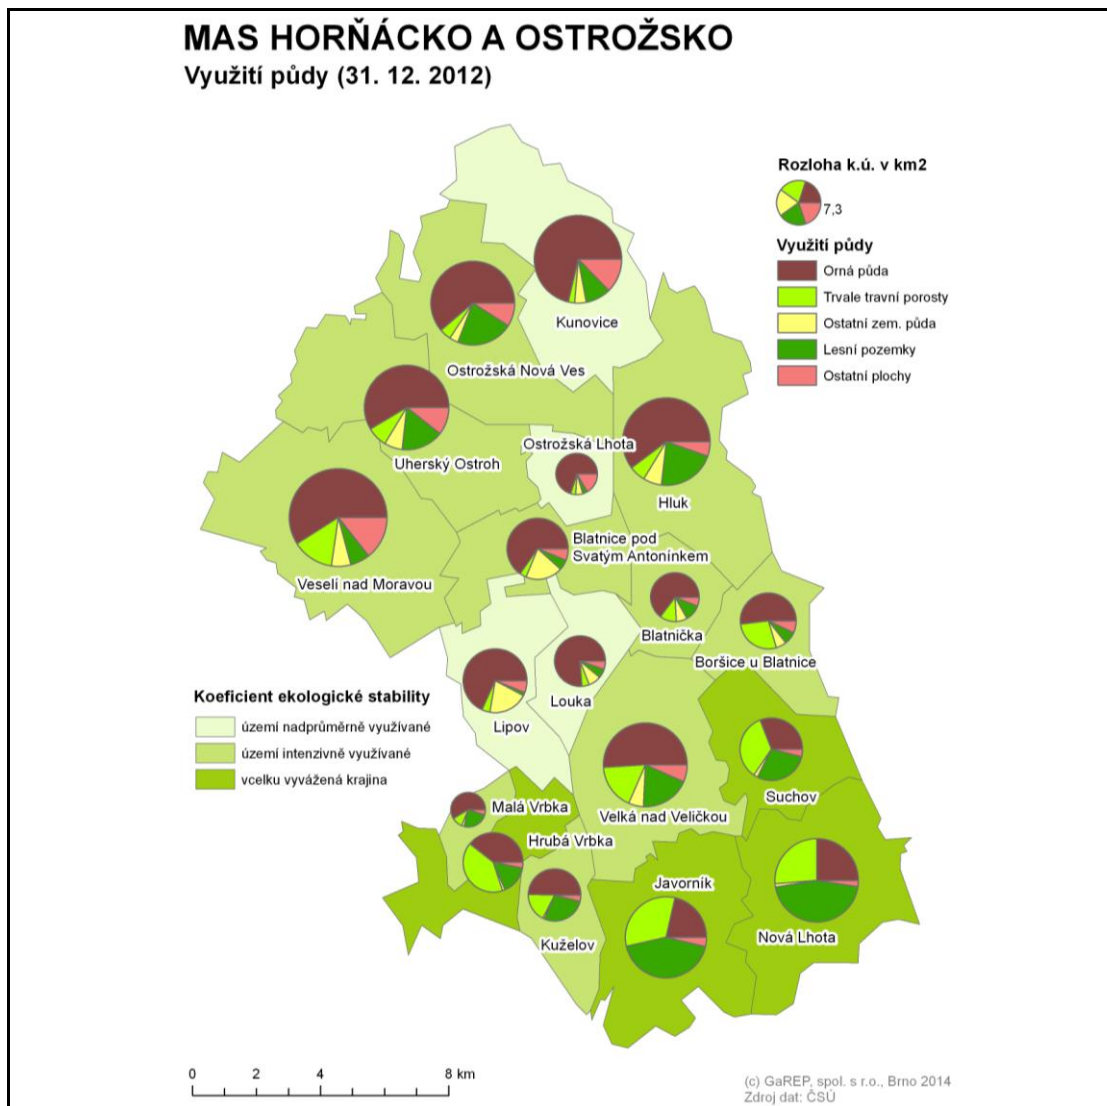 MAS HORŇÁCKO A OSTROŽSKO
Využití půdy (31. 12. 2012)
Rozloha k.ú. v km2
7,3
Využití půdy
Orná půda
Trvale travní porosty
Ostatní zem. půda
Lesní pozemky
Ostatní plochy
Kunovice
Ostrožská Nová Ves
Ostrožská Lhota
Uherský Ostroh
Hluk
Blatnice pod
Svatým Antonínkem
Veselí nad Moravou
Blatnička
Boršice u Blatnice
Louka
Lipov
Koeficient ekologické stability
území nadprůměrně využívané
území intenzivně využívané
vcelku vyvážená krajina
Suchov
Malá Vrbka
Velká nad Veličkou
Hrubá Vrbka
Javorník
Nová Lhota
Kuželov
0 2 4 8 km
(c) GaREP, spol. s r.o., Brno 2014
Zdroj dat: ČSÚ